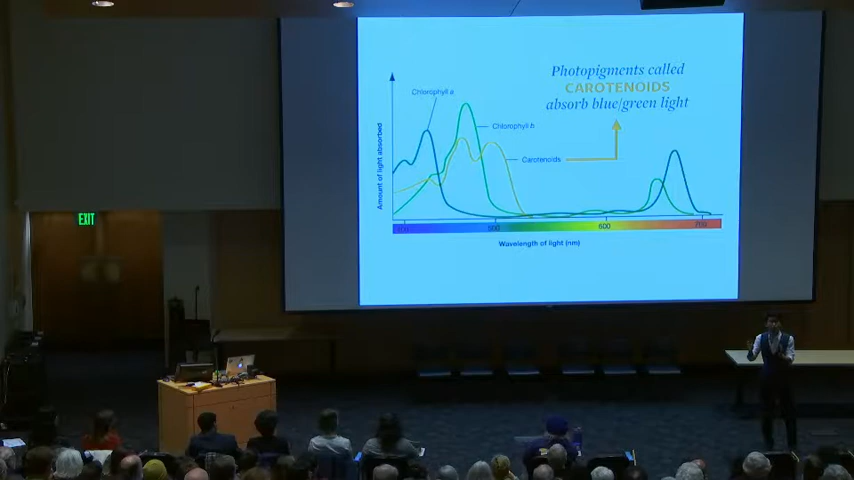 Photopigments called
CAROTENOIDS
absorb blue/green light
Chlorophyll a
Chlorophyll b
Carotenoids
Amount of light absorbed
400 500 600 700
Wavelength of light (nm)
EXIT